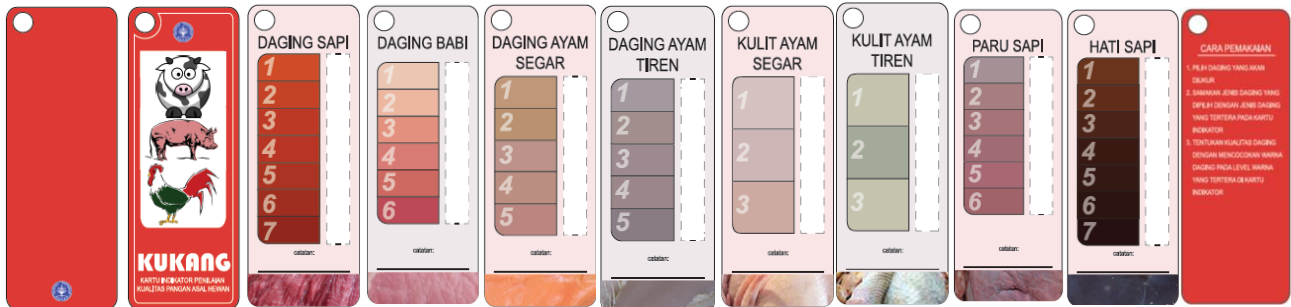 KUKANG
KARTU INDIKATOR PENILAIAN
KUALITAS PANGAN ASAL HEWAN
DAGING SAPI
1
2
3
4
5
6
7
catatan:
DAGING BABI
1
2
3
4
5
6
catatan:
DAGING AYAM
SEGAR
1
2
3
4
5
catatan:
DAGING AYAM
TIREN
1
2
3
4
5
catatan:
KULIT AYAM
SEGAR
1
2
3
catatan:
KULIT AYAM
TIREN
1
2
3
catatan:
PARU SAPI
1
2
3
4
5
6
catatan:
HATI SAPI
1
2
3
4
5
6
7
catatan:
CARA PEMAKAIAN
1. PILIH DAGING YANG AKAN
DIUKUR
2. SAMAKAN JENIS DAGING YANG
DIPILIH DENGAN JENIS DAGING
YANG TERTERA PADA KARTU
INDIKATOR
3. TENTUKAN KUALITAS DAGING
DENGAN MENCOCOKAN WARNA
DAGING PADA LEVEL WARNA
YANG TERTERA DI KARTU
INDIKATOR